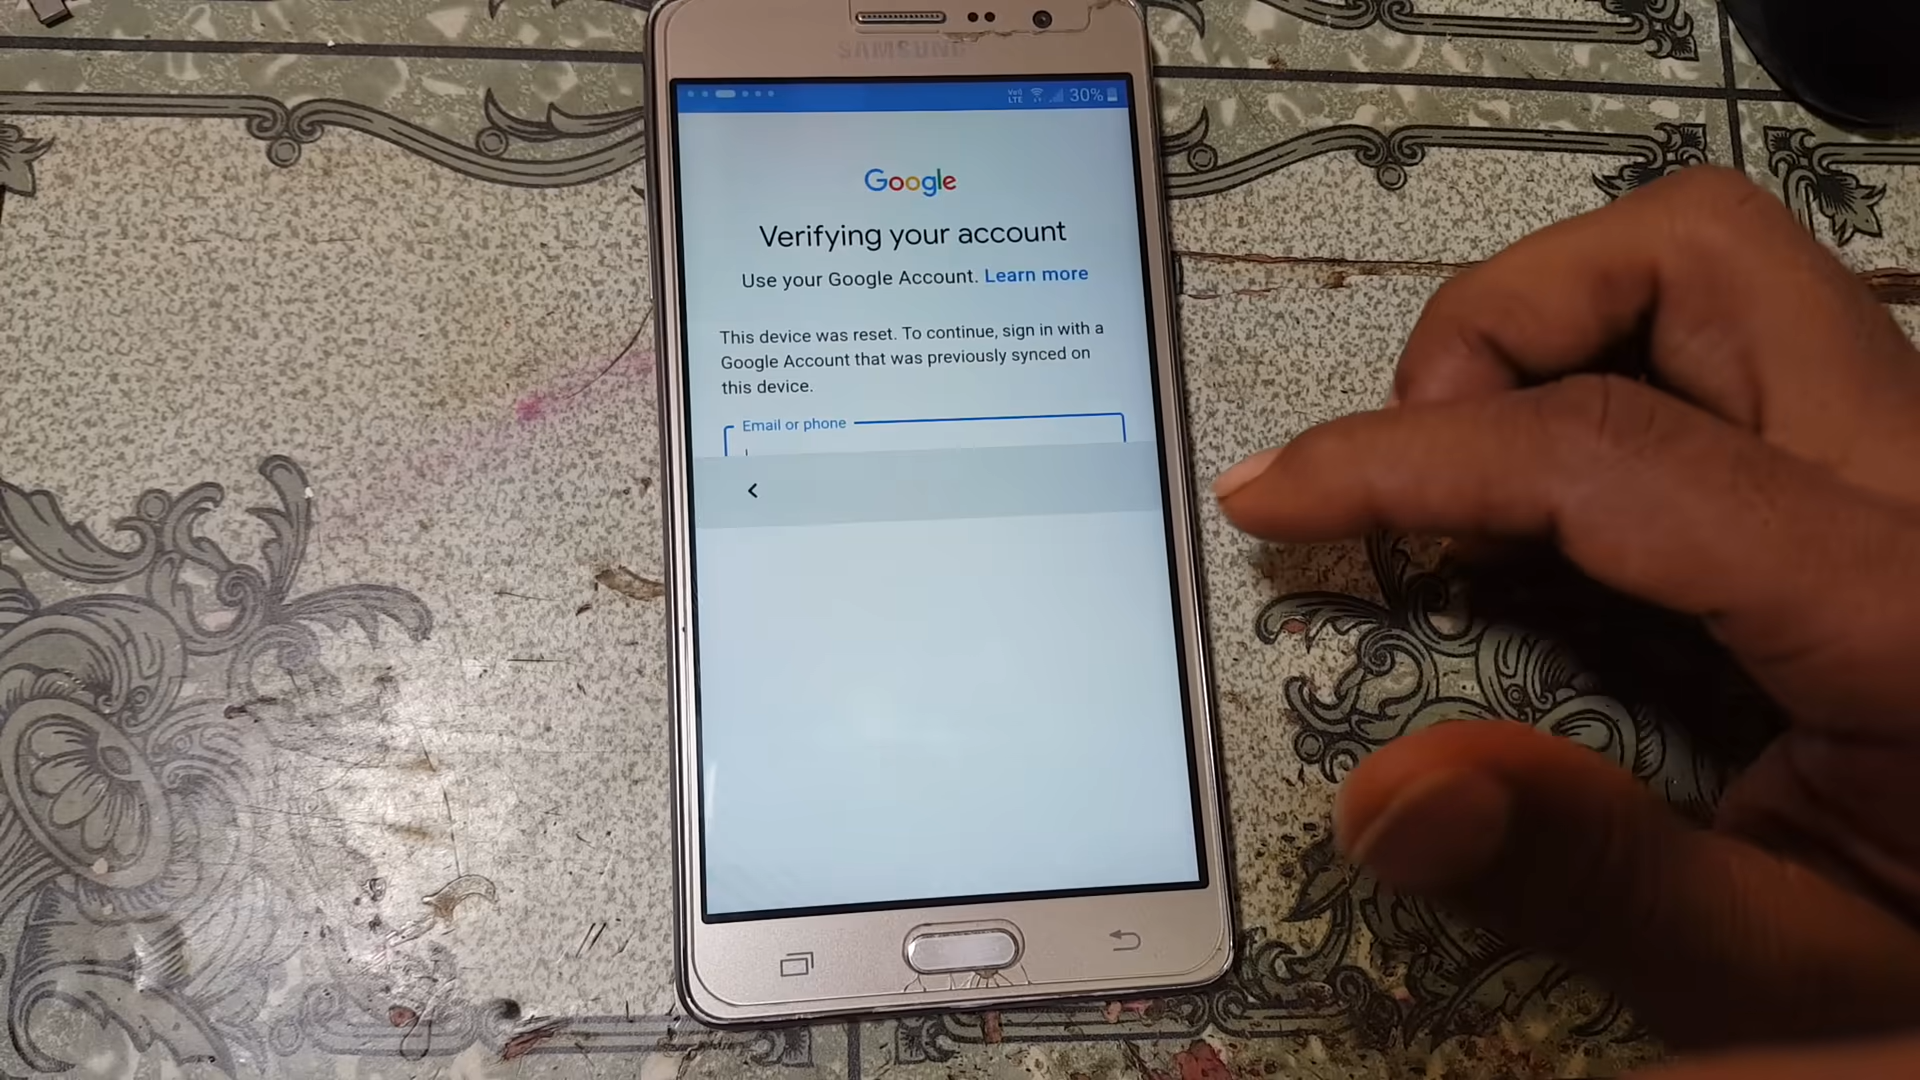 SAMSUNG
VoLTE 30%
Google
Verifying your account
Use your Google Account. Learn more
This device was reset. To continue, sign in with a
Google Account that was previously synced on
this device.
Email or phone